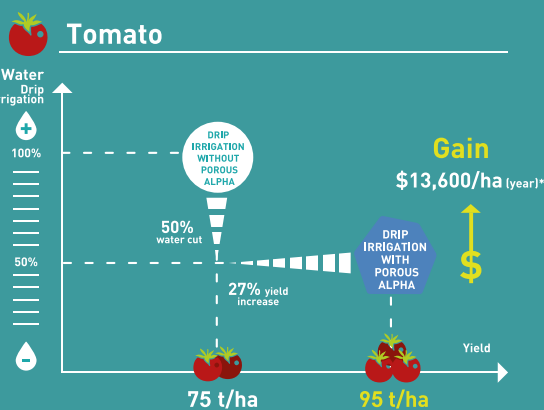 Tomato
Water
Drip
rrigation
+
100%
50%
-
DRIP
IRRIGATION
WITHOUT
POROUS
ALPHA
50%
water cut
27% yield
increase
DRIP
IRRIGATION
WITH
POROUS
ALPHA
Gain
$13,600/ha (year)*
$
Yield
75 t/ha
95 t/ha